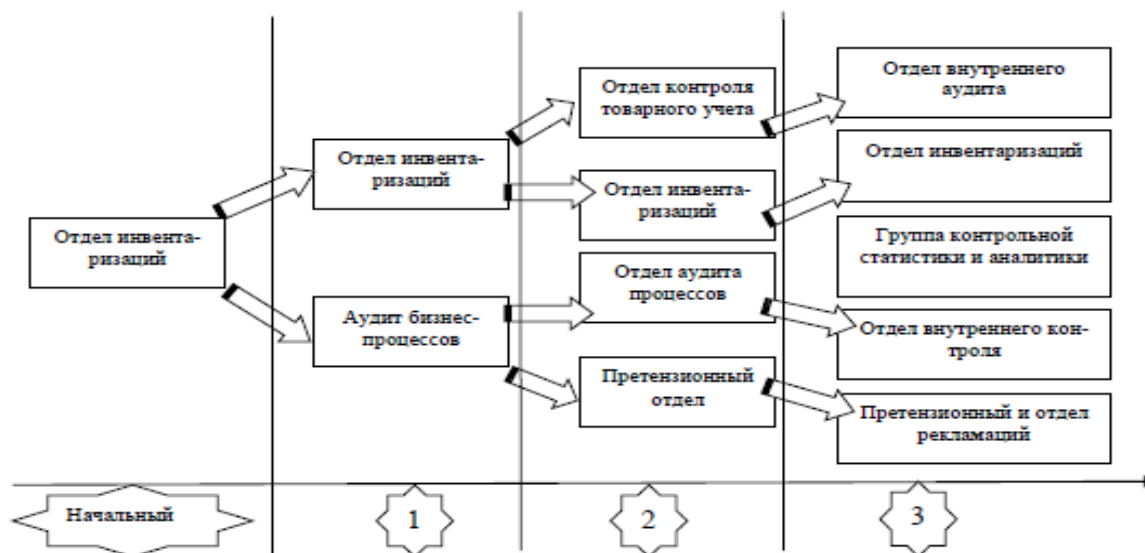 Отдел инвента-
ризаций
Отдел инвента-
ризаций
Аудит бизнес-
процессов
Отдел контроля
товарного учета
Отдел инвента-
ризаций
Отдел аудита
процессов
Претензионный
отдел
Отдел внутреннего
аудита
Отдел инвентаризаций
Группа контрольной
статистики и аналитики
Отдел внутреннего кон-
троля
Претензионный и отдел
рекламаций
Начальный
1
2
3